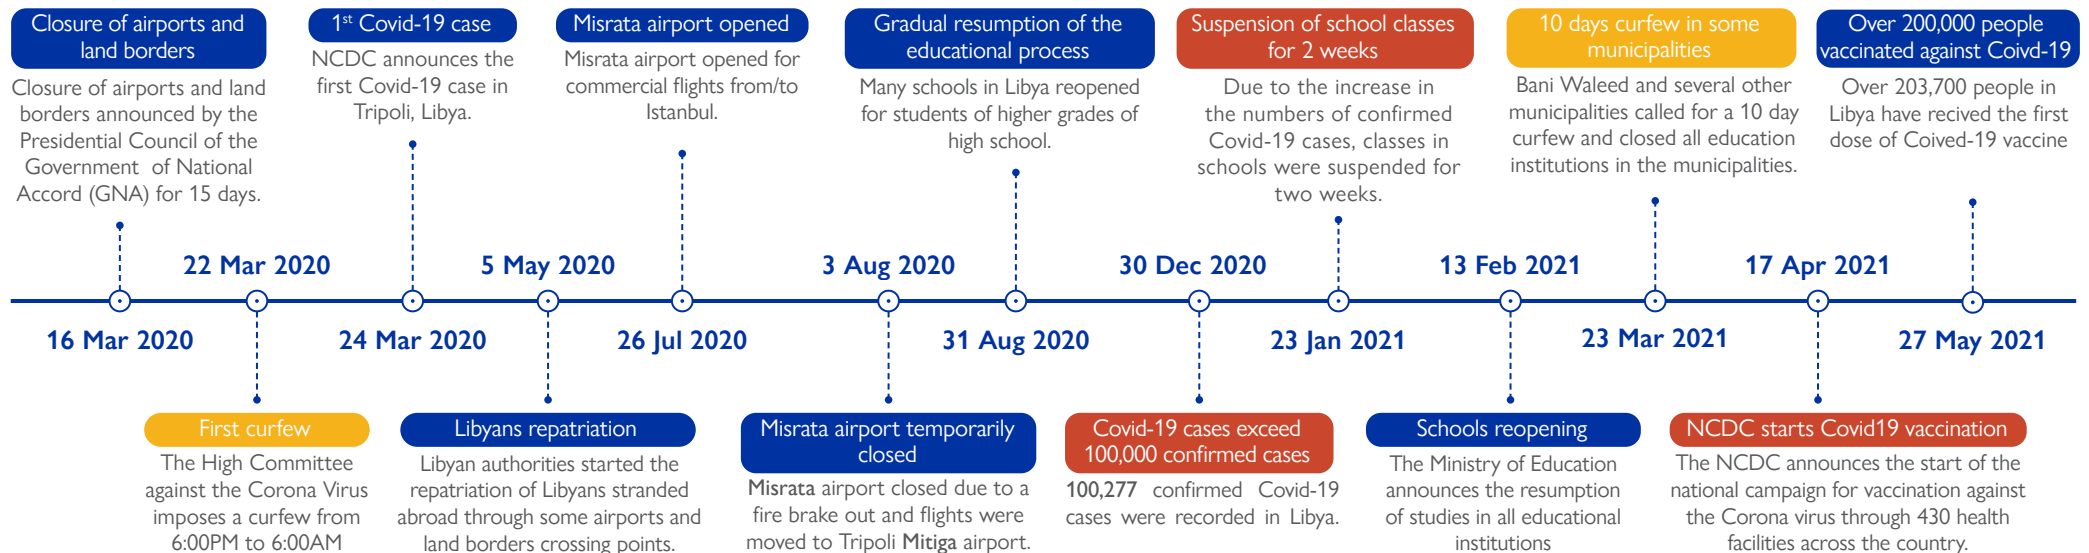 Closure of airports and
land borders
Closure of airports and land
borders announced by the
Presidential Council of the
Government of National
Accord (GNA) for 15 days.
1st Covid-19 case
NCDC announces the
first Covid-19 case in
Tripoli, Libya.
Misrata airport opened
Misrata airport opened for
commercial flights from/to
Istanbul.
Gradual resumption of the
educational process
Many schools in Libya reopened
for students of higher grades of
high school.
Suspension of school classes
for 2 weeks
Due to the increase in
the numbers of confirmed
Covid-19 cases, classes in
schools were suspended for
two weeks.
10 days curfew in some
municipalities
Bani Waleed and several other
municipalities called for a 10 day
curfew and closed all education
institutions in the municipalities.
Over 200,000 people
vaccinated against Coivd-19
Over 203,700 people in
Libya have recived the first
dose of Coived-19 vaccine
22 Mar 2020
5 May 2020
3 Aug 2020
30 Dec 2020
13 Feb 2021
17 Apr 2021
16 Mar 2020
24 Mar 2020
26 Jul 2020
31 Aug 2020
23 Jan 2021
23 Mar 2021
27 May 2021
First curfew
The High Committee
against the Corona Virus
imposes a curfew from
6:00PM to 6:00AM
Libyans repatriation
Libyan authorities started the
repatriation of Libyans stranded
abroad through some airports and
land borders crossing points.
Misrata airport temporarily
closed
Misrata airport closed due to a
fire brake out and flights were
moved to Tripoli Mitiga airport.
Covid-19 cases exceed
100,000 confirmed cases
100,277 confirmed Covid-19
cases were recorded in Libya.
Schools reopening
The Ministry of Education
announces the resumption
of studies in all educational
institutions
NCDC starts Covid19 vaccination
The NCDC announces the start of the
national campaign for vaccination against
the Corona virus through 430 health
facilities across the country.